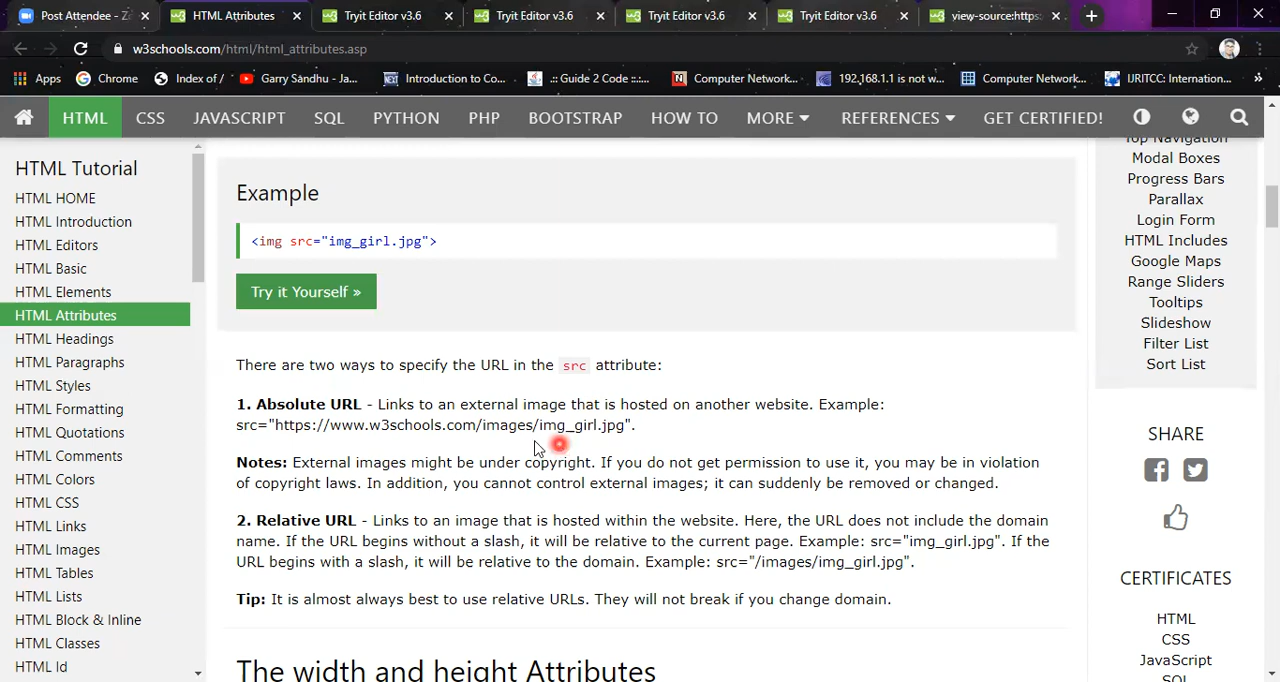 Post Attendee - Z
HTML Attributes
Tryit Editor v3.6
Tryit Editor v3.6
Tryit Editor v3.6
Tryit Editor v3.6
view-source:https:
w3schools.com/html/html_attributes.asp
Apps
Chrome
Index of /
Garry Sandhu - Ja...
Introduction to Co...
.:: Guide 2 Code ::....
Computer Network...
192.168.1.1 is not w...
Computer Network...
IJRITCC: Internation...
HTML CSS JAVASCRIPT SQL PYTHON PHP BOOTSTRAP HOW TO MORE REFERENCES GET CERTIFIED!
HTML Tutorial
HTML HOME
HTML Introduction
HTML Editors
HTML Basic
HTML Elements
HTML Attributes
HTML Headings
HTML Paragraphs
HTML Styles
HTML Formatting
HTML Quotations
HTML Comments
HTML Colors
HTML CSS
HTML Links
HTML Images
HTML Tables
HTML Lists
HTML Block & Inline
HTML Classes
HTML Id
Example
<img src="img_girl.jpg">
Try it Yourself »
There are two ways to specify the URL in the src attribute:
1. Absolute URL - Links to an external image that is hosted on another website. Example:
src="https://www.w3schools.com/images/img_girl.jpg".
Notes: External images might be under copyright. If you do not get permission to use it, you may be in violation
of copyright laws. In addition, you cannot control external images; it can suddenly be removed or changed.
2. Relative URL - Links to an image that is hosted within the website. Here, the URL does not include the domain
name. If the URL begins without a slash, it will be relative to the current page. Example: src="img_girl.jpg". If the
URL begins with a slash, it will be relative to the domain. Example: src="/images/img_girl.jpg".
Tip: It is almost always best to use relative URLs. They will not break if you change domain.
The width and height Attributes
Top Navigation
Modal Boxes
Progress Bars
Parallax
Login Form
HTML Includes
Google Maps
Range Sliders
Tooltips
Slideshow
Filter List
Sort List
SHARE
CERTIFICATES
HTML
CSS
JavaScript
SQL